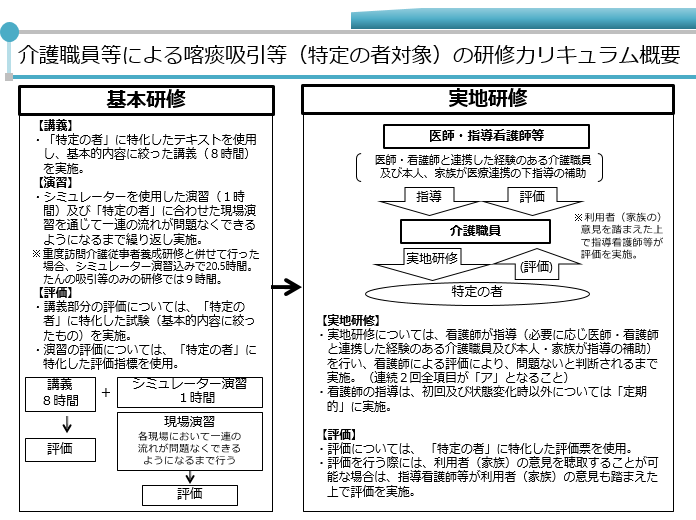 介護職員等による喀痰吸引等（特定の者対象）の研修カリキュラム概要
基本研修
【講義】
・「特定の者」に特化したテキストを使用
し、基本的内容に絞った講義（８時間）
を実施。
【演習】
・シミュレーターを使用した演習（１時
間）及び「特定の者」に合わせた現場演
習を通じて一連の流れが問題なくできる
ようになるまで繰り返し実施。
※重度訪問介護従事者養成研修と併せて行った
場合、シミュレーター演習込みで20.5時間。
たんの吸引等のみの研修では９時間。
【評価】
・講義部分の評価については、「特定の
者」に特化した試験（基本的内容に絞っ
たもの）を実施。
・演習の評価については、「特定の者」に
特化した評価指標を使用。
講義
８時間
＋
シミュレーター演習
１時間
現場演習
各現場において一連の
流れが問題なくできる
ようになるまで行う
評価
評価
実地研修
医師・指導看護師等
医師・看護師と連携した経験のある介護職員
及び本人、家族が医療連携の下指導の補助
指導
評価
※利用者（家族の）
意見を踏まえた上
で指導看護師等が
評価を実施。
介護職員
実地研修
(評価)
特定の者
【実地研修】
・実地研修については、看護師が指導（必要に応じ医師・看護師
と連携した経験のある介護職員及び本人・家族が指導の補助）
を行い、看護師による評価により、問題ないと判断されるまで
実施。（連続２回全項目が「ア」となること）
・看護師の指導は、初回及び状態変化時以外については「定期
的」に実施。
【評価】
・評価については、「特定の者」に特化した評価票を使用。
・評価を行う際には、利用者（家族）の意見を聴取することが可
能な場合は、指導看護師等が利用者（家族）の意見も踏まえた
上で評価を実施。